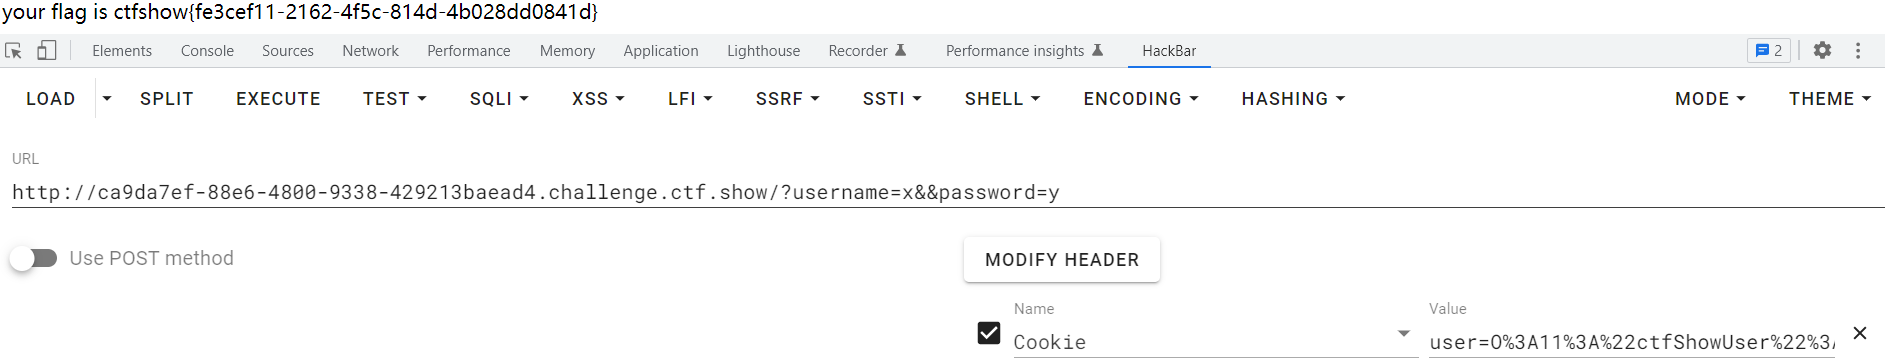 your flag is ctfshow{fe3cef11-2162-4f5c-814d-4b028dd0841d}
Elements Console Sources Network Performance Memory Application Lighthouse Recorder Performance insights HackBar 2
LOAD SPLIT EXECUTE TEST SQLI XSS LFI SSRF SSTI SHELL ENCODING HASHING MODE THEME
URL
http://ca9da7ef-88e6-4800-9338-429213baead4.challenge.ctf.show/?username=x&&password=y
Use POST method
MODIFY HEADER
Name Value
Cookie user=O%3A11%3A%22ctfShowUser%22%3A